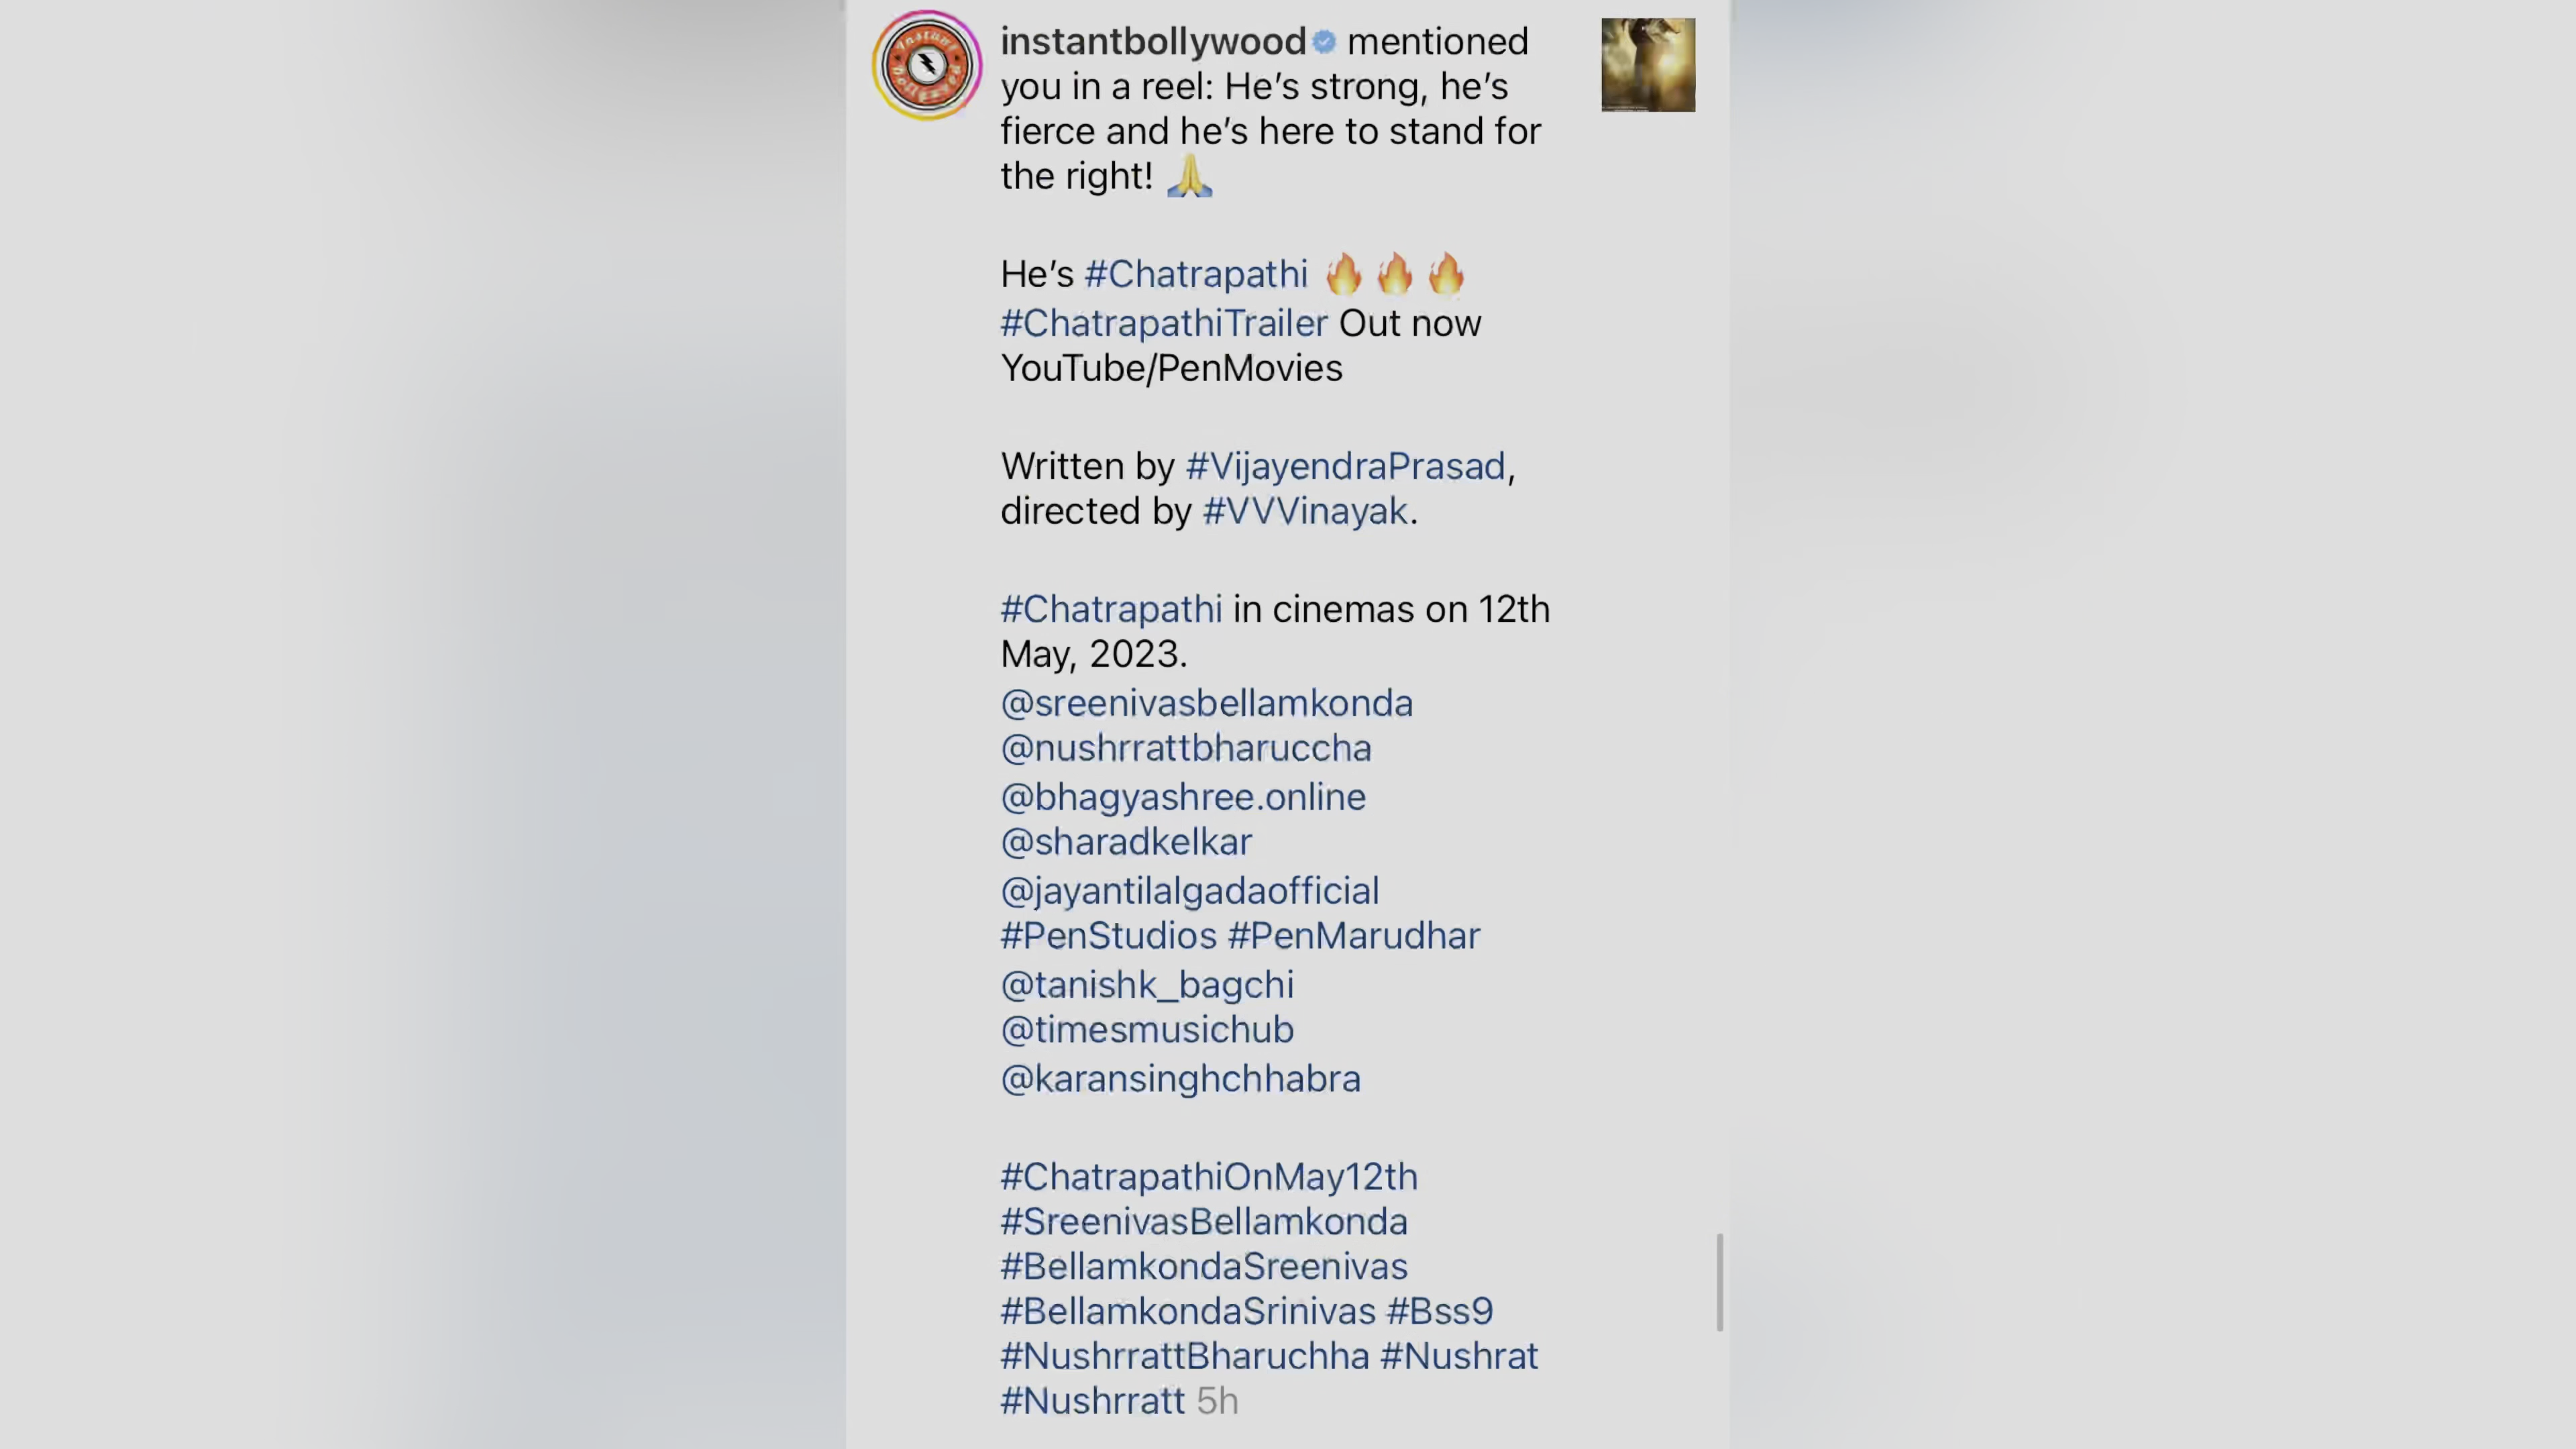 instantbollywood mentioned
you in a reel: He’s strong, he’s
fierce and he’s here to stand for
the right! 🙏
He’s #Chatrapathi 🔥🔥🔥
#ChatrapathiTrailer Out now
YouTube/PenMovies
Written by #VijayendraPrasad,
directed by #VVVinayak.
#Chatrapathi in cinemas on 12th
May, 2023.
@sreenivasbellamkonda
@nushrrattbharuccha
@bhagyashree.online
@sharadkelkar
@jayantilalgadaofficial
#PenStudios #PenMarudhar
@tanishk_bagchi
@timesmusichub
@karansinghchhabra
#ChatrapathiOnMay12th
#SreenivasBellamkonda
#BellamkondaSreenivas
#BellamkondaSrinivas #Bss9
#NushrrattBharuchha #Nushrat
#Nushrratt 5h